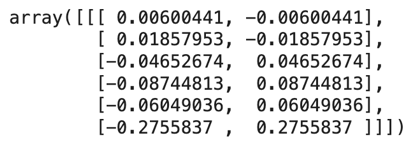 array([[[ 0.00600441, -0.00600441],
        [ 0.01857953, -0.01857953],
        [-0.04652674,  0.04652674],
        [-0.08744813,  0.08744813],
        [-0.06049036,  0.06049036],
        [-0.2755837 ,  0.2755837 ]]])